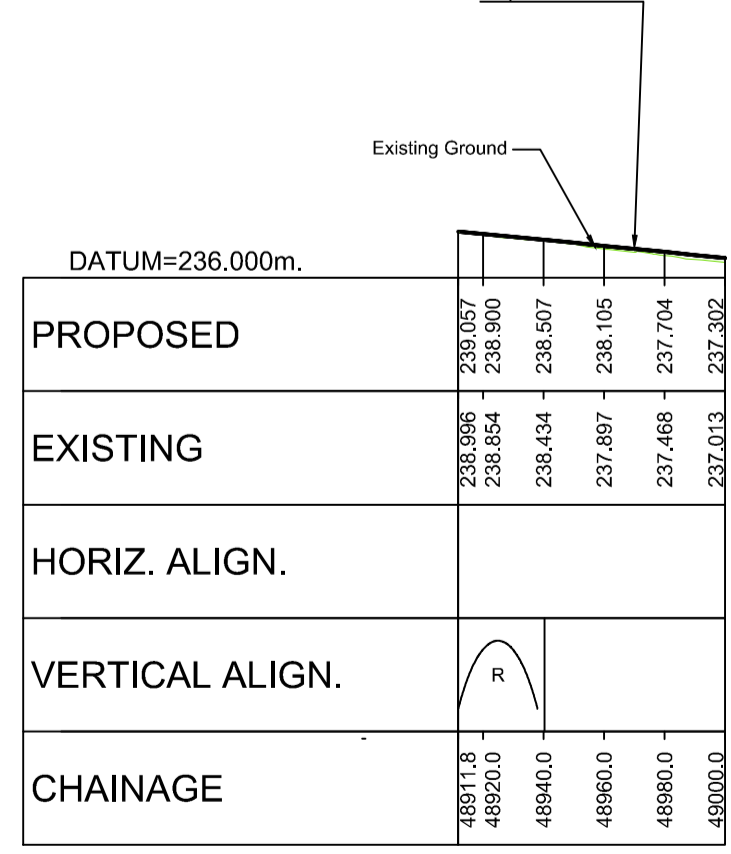 Existing Ground
DATUM=236.000m.
PROPOSED
239.057
238.900
238.507
238.105
237.704
237.302
EXISTING
238.996
238.854
238.434
237.897
237.468
237.013
HORIZ. ALIGN.
VERTICAL ALIGN.
R
CHAINAGE
48911.8
48920.0
48940.0
48960.0
48980.0
49000.0